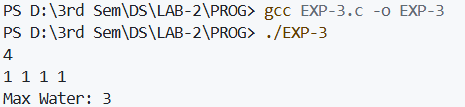 PS D:\3rd Sem\DS\LAB-2\PROG> gcc EXP-3.c -o EXP-3
PS D:\3rd Sem\DS\LAB-2\PROG> ./EXP-3
4
1 1 1 1
Max Water: 3